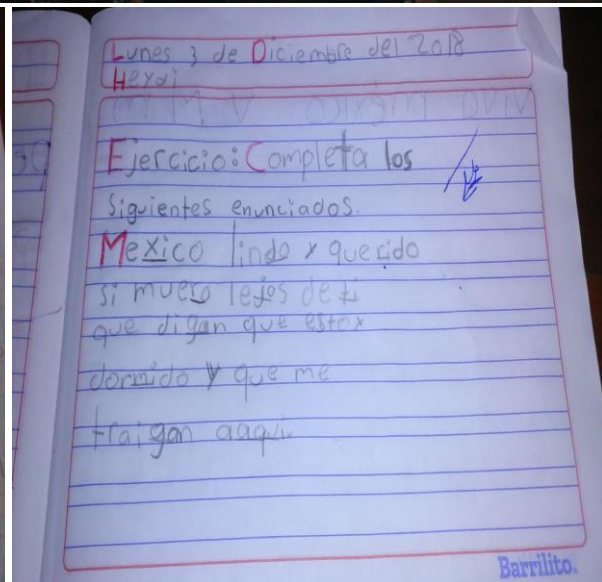 Lunes 3 de Diciembre del 2018
Heydi
Ejercicio: Completa los
siguientes enunciados.
Mexico lindo y querido
si muero lejos de ti
que digan que estoy
dormido y que me
traigan aaqui.
Barrilito.